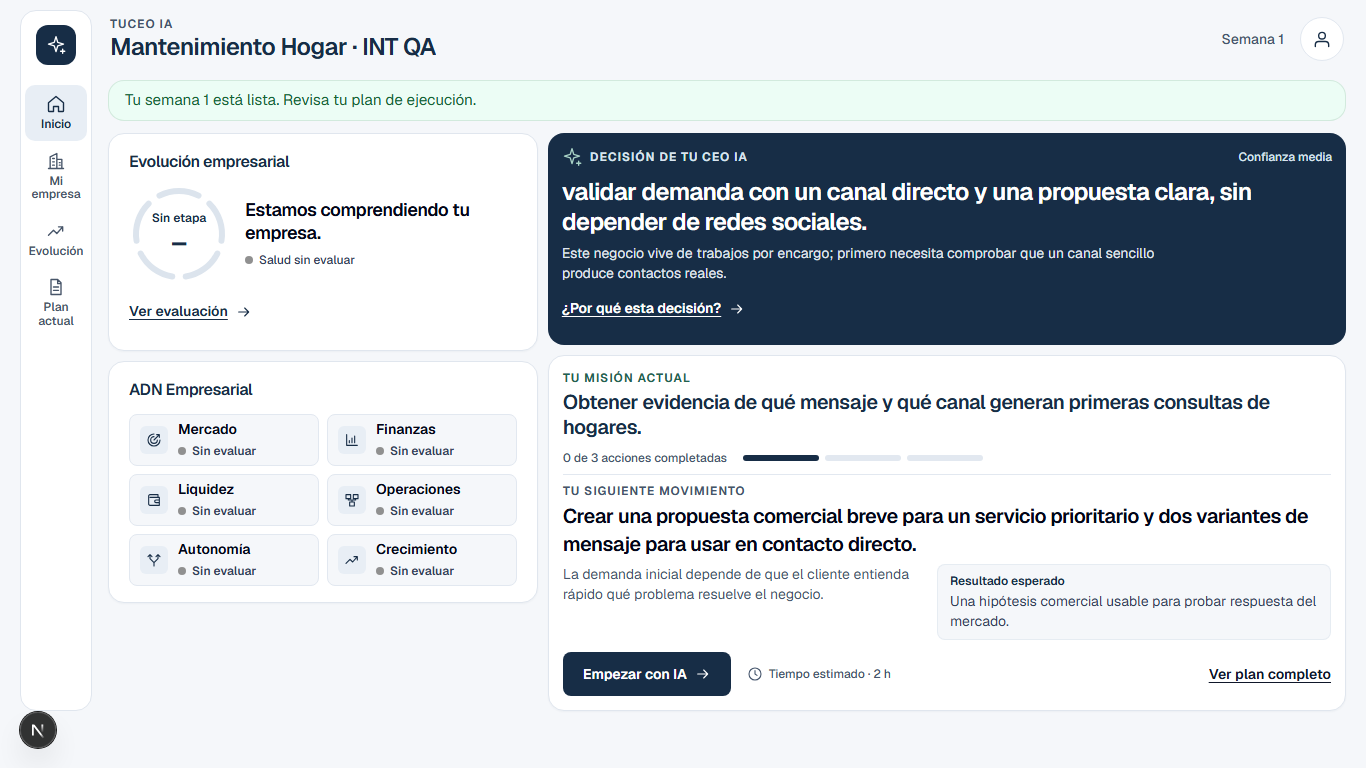 TUCEO IA
Mantenimiento Hogar · INT QA
Semana 1
Inicio
Mi
empresa
Evolución
Plan
actual
Tu semana 1 está lista. Revisa tu plan de ejecución.
Evolución empresarial
Sin etapa
–
Estamos comprendiendo tu
empresa.
Salud sin evaluar
Ver evaluación →
ADN Empresarial
Mercado
Sin evaluar
Finanzas
Sin evaluar
Liquidez
Sin evaluar
Operaciones
Sin evaluar
Autonomía
Sin evaluar
Crecimiento
Sin evaluar
DECISIÓN DE TU CEO IA
Confianza media
validar demanda con un canal directo y una propuesta clara, sin
depender de redes sociales.
Este negocio vive de trabajos por encargo; primero necesita comprobar que un canal sencillo
produce contactos reales.
¿Por qué esta decisión? →
TU MISIÓN ACTUAL
Obtener evidencia de qué mensaje y qué canal generan primeras consultas de
hogares.
0 de 3 acciones completadas
TU SIGUIENTE MOVIMIENTO
Crear una propuesta comercial breve para un servicio prioritario y dos variantes de
mensaje para usar en contacto directo.
La demanda inicial depende de que el cliente entienda
rápido qué problema resuelve el negocio.
Resultado esperado
Una hipótesis comercial usable para probar respuesta del
mercado.
Empezar con IA →
Tiempo estimado · 2 h
Ver plan completo
N